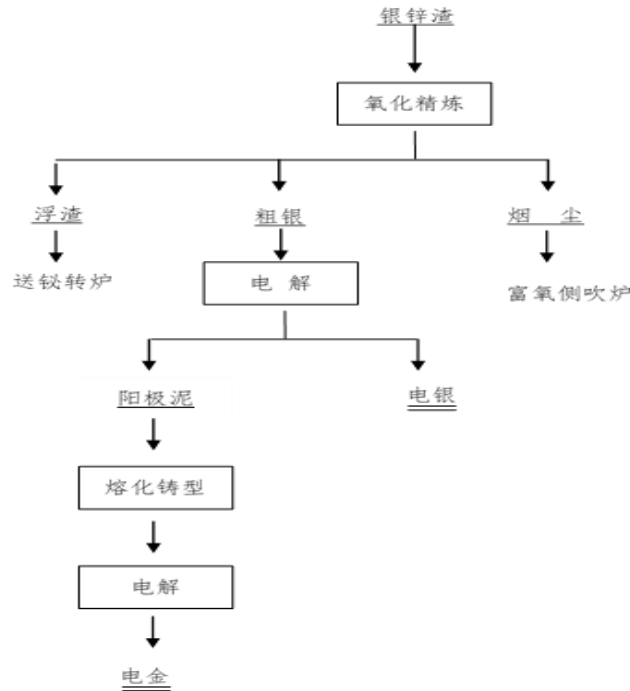 银锌渣
氧化精炼
浮渣
粗银
烟 尘
送铋转炉
电 解
富氧侧吹炉
阳极泥
电银
熔化铸型
电解
电金